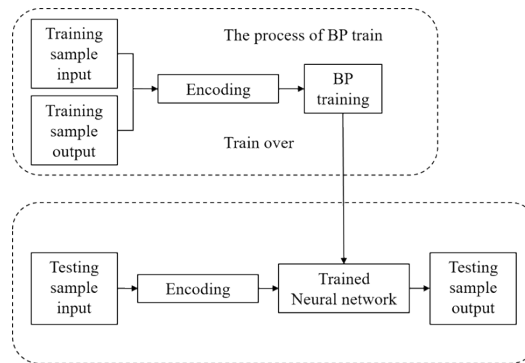 Training
sample
input
The process of BP train
Encoding
BP
training
Training
sample
output
Train over
Testing
sample
input
Encoding
Trained
Neural network
Testing
sample
output